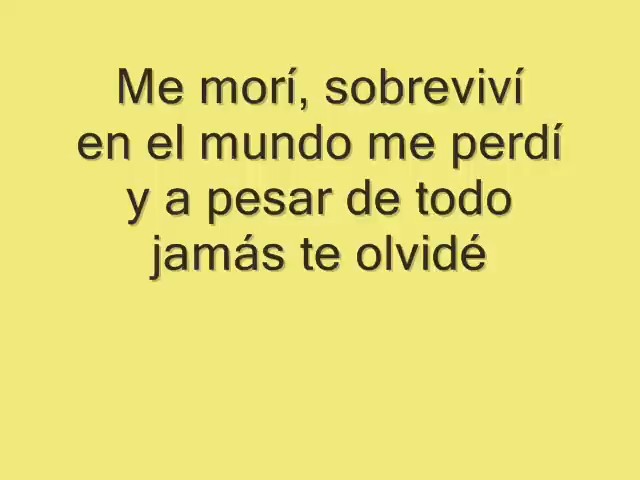 Me morí, sobreviví
en el mundo me perdí
y a pesar de todo
jamás te olvidé